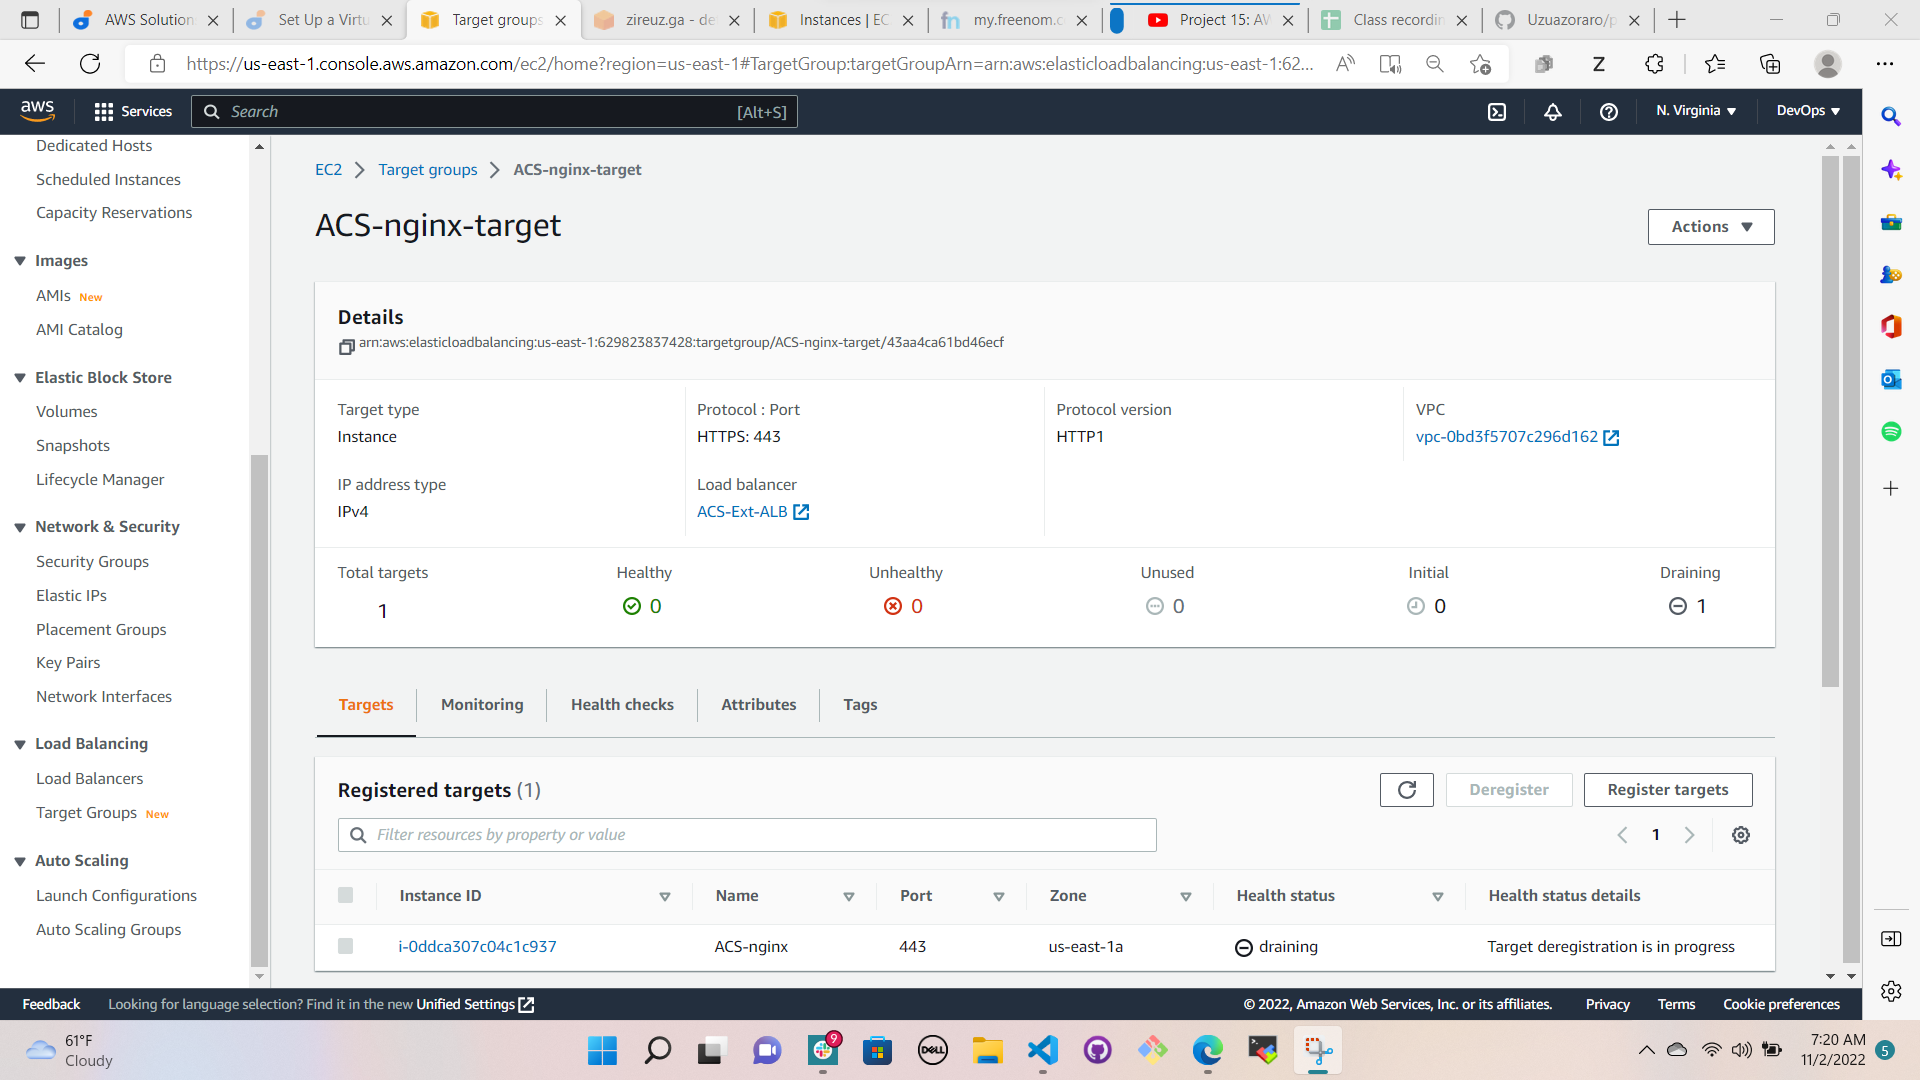 AWS Solution
Set Up a Virtu
Target groups
zireuz.ga - de
Instances | EC
my.freenom.c
Project 15: AW
Class recordin
Uzuazoraro/p
https://us-east-1.console.aws.amazon.com/ec2/home?region=us-east-1#TargetGroup:targetGroupArn=arn:aws:elasticloadbalancing:us-east-1:62...
aws
Services
Search
[Alt+S]
N. Virginia
DevOps
Dedicated Hosts
Scheduled Instances
Capacity Reservations
Images
AMIs New
AMI Catalog
Elastic Block Store
Volumes
Snapshots
Lifecycle Manager
Network & Security
Security Groups
Elastic IPs
Placement Groups
Key Pairs
Network Interfaces
Load Balancing
Load Balancers
Target Groups New
Auto Scaling
Launch Configurations
Auto Scaling Groups
EC2 > Target groups > ACS-nginx-target
ACS-nginx-target
Actions
Details
arn:aws:elasticloadbalancing:us-east-1:629823837428:targetgroup/ACS-nginx-target/43aa4ca61bd46ecf
Target type
Instance
Protocol : Port
HTTPS: 443
Protocol version
HTTP1
VPC
vpc-0bd3f5707c296d162
IP address type
IPv4
Load balancer
ACS-Ext-ALB
Total targets
1
Healthy
0
Unhealthy
0
Unused
0
Initial
0
Draining
1
Targets
Monitoring
Health checks
Attributes
Tags
Registered targets (1)
Deregister
Register targets
Filter resources by property or value
1
Instance ID
Name
Port
Zone
Health status
Health status details
i-0ddca307c04c1c937
ACS-nginx
443
us-east-1a
draining
Target deregistration is in progress
Feedback
Looking for language selection? Find it in the new Unified Settings
© 2022, Amazon Web Services, Inc. or its affiliates.
Privacy
Terms
Cookie preferences
61°F
Cloudy
9
DELL
7:20 AM
11/2/2022
5